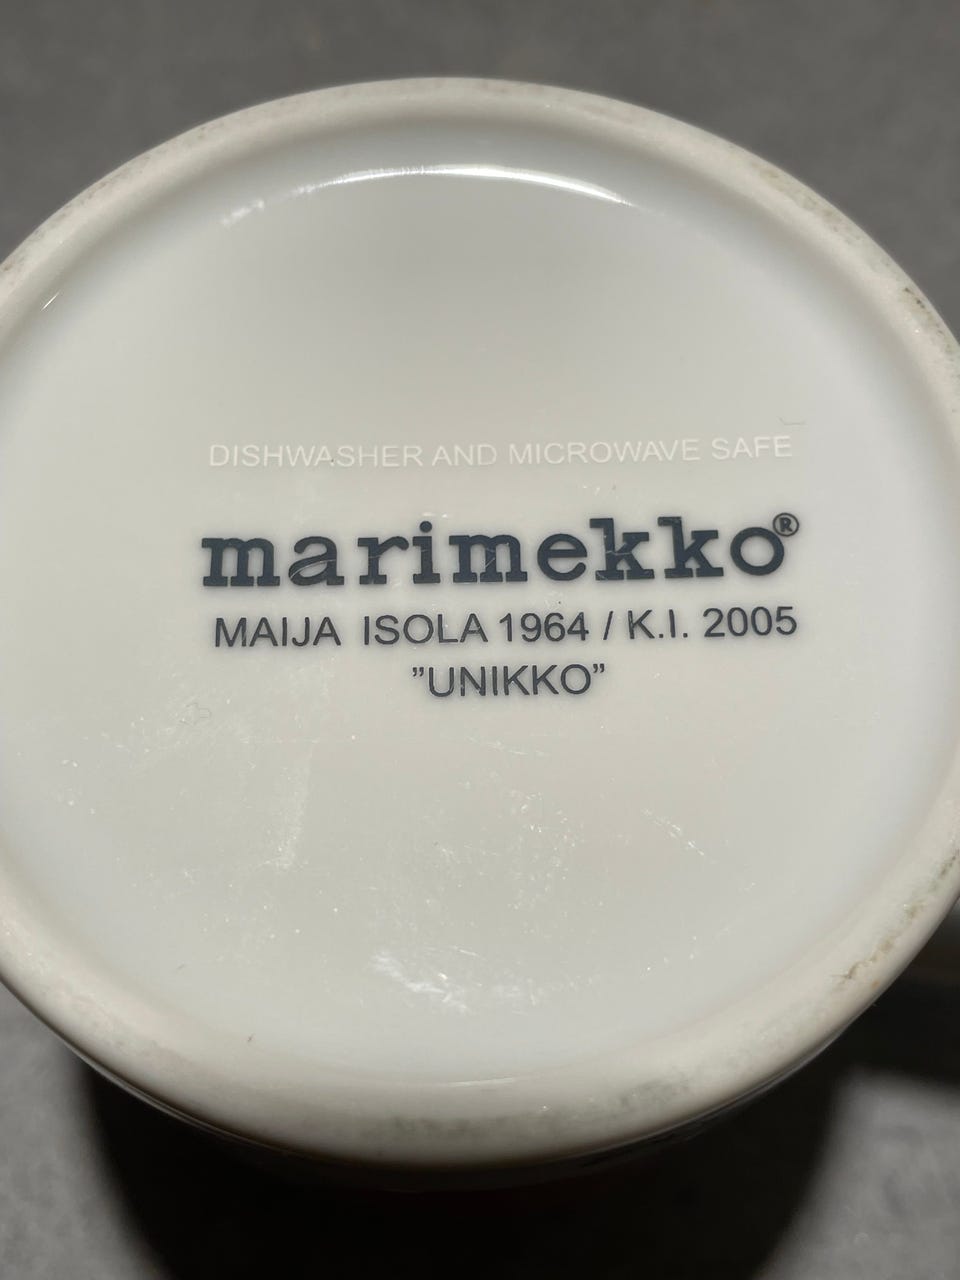 DISHWASHER AND MICROWAVE SAFE
marimekko®
MAIJA ISOLA 1964 / K.I. 2005
”UNIKKO”